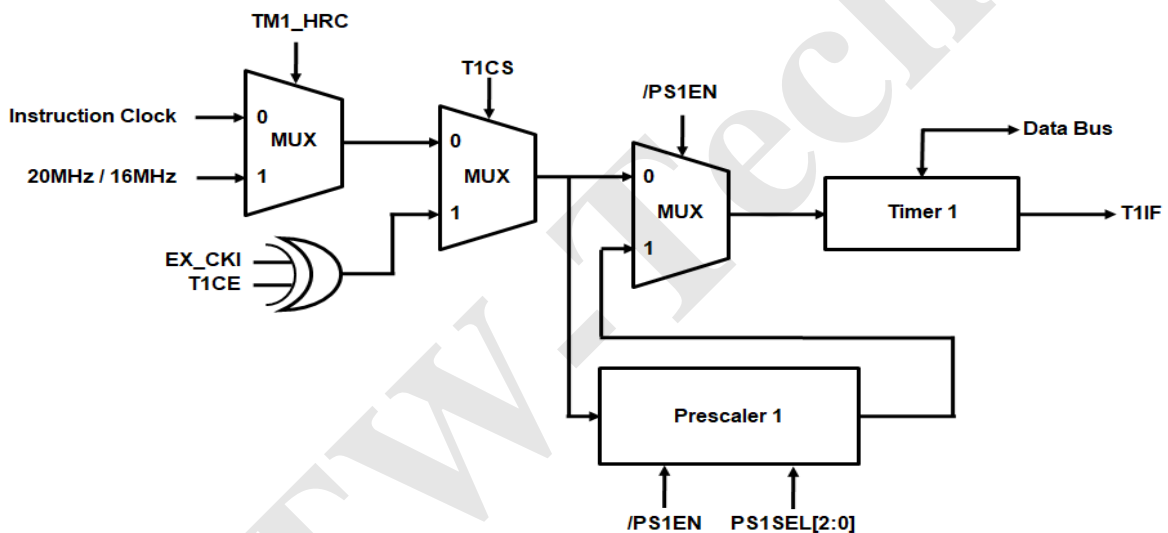 TM1_HRC
T1CS
/PS1EN
Instruction Clock
0
MUX
20MHz / 16MHz
1
0
MUX
1
EX_CKI
T1CE
0
MUX
1
Data Bus
Timer 1
T1IF
Prescaler 1
/PS1EN
PS1SEL[2:0]